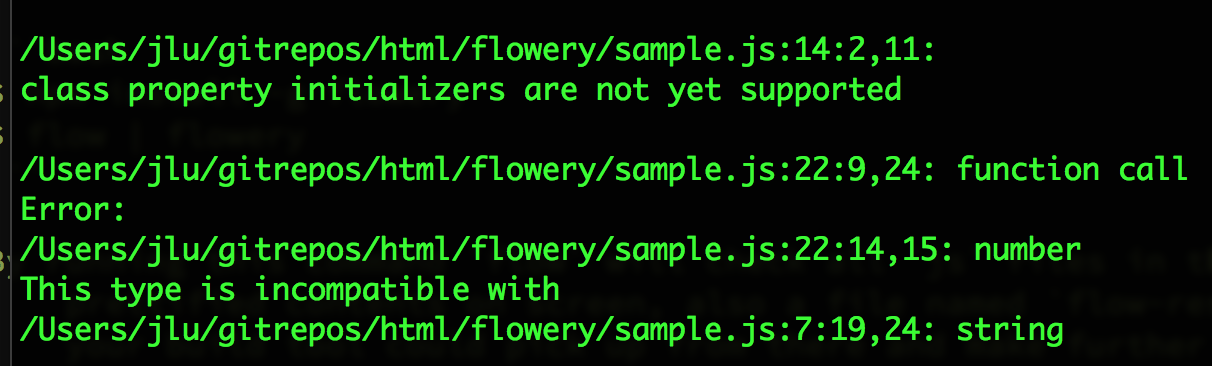 /Users/jlu/gitrepos/html/flowery/sample.js:14:2,11:
class property initializers are not yet supported
flow | flowery
/Users/jlu/gitrepos/html/flowery/sample.js:22:9,24: function call
Error:
/Users/jlu/gitrepos/html/flowery/sample.js:22:14,15: number
This type is incompatible with
/Users/jlu/gitrepos/html/flowery/sample.js:7:19,24: string